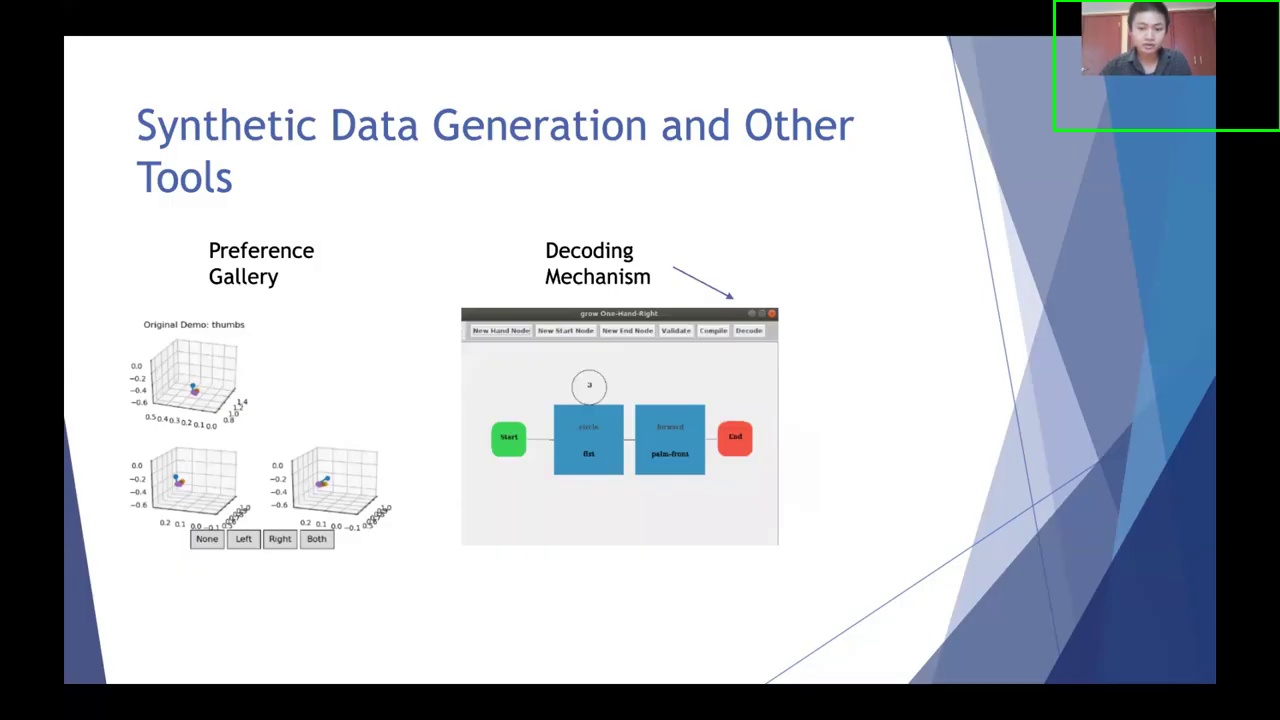 Synthetic Data Generation and Other
Tools
Preference
Gallery
Decoding
Mechanism
Original Demo: thumbs
0.0
−0.2
−0.4
−0.6
0.5 0.4 0.3 0.2 0.1 0.0
0.8
1.0
1.2
1.4
0.0
−0.2
−0.4
−0.6
0.2 0.1 0.0 −0.1
0.0
−0.2
−0.4
−0.6
0.2 0.1 0.0 −0.1
None Left Right Both
grow One-Hand-Right
New Hand Node New Start Node New End Node Validate Compile Decode
3
Start
circle
fist
forward
palm-front
End